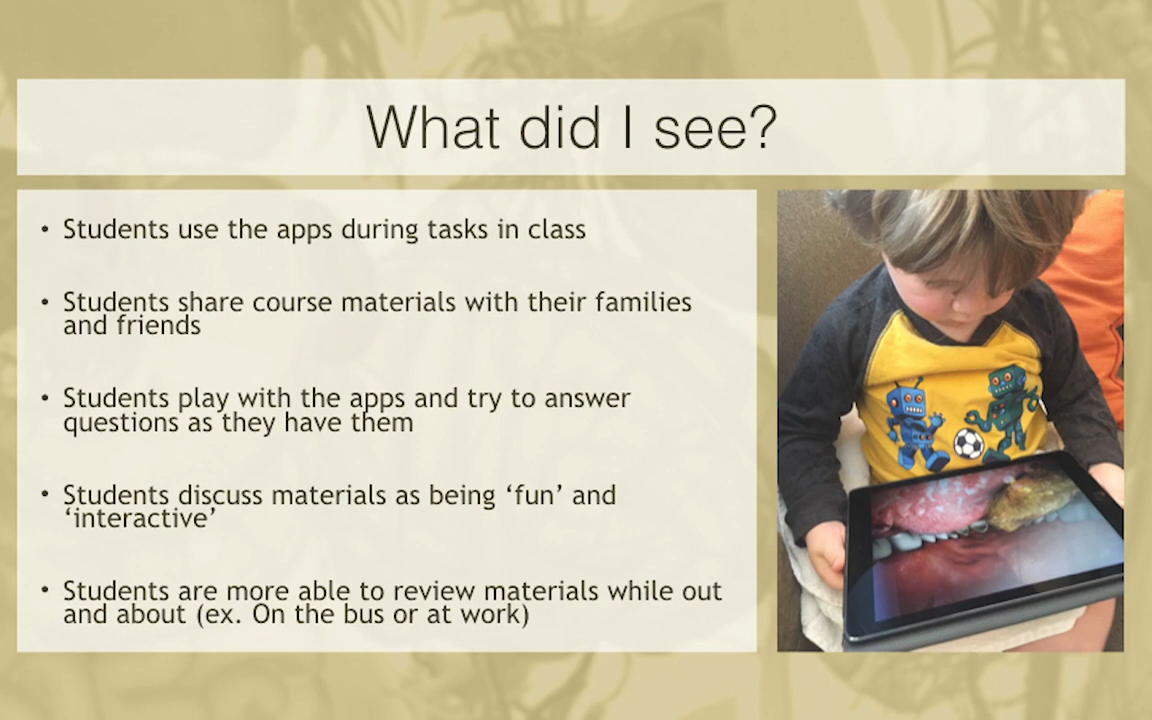 What did I see?
• Students use the apps during tasks in class
• Students share course materials with their families
and friends
• Students play with the apps and try to answer
questions as they have them
• Students discuss materials as being ‘fun’ and
‘interactive’
• Students are more able to review materials while out
and about (ex. On the bus or at work)